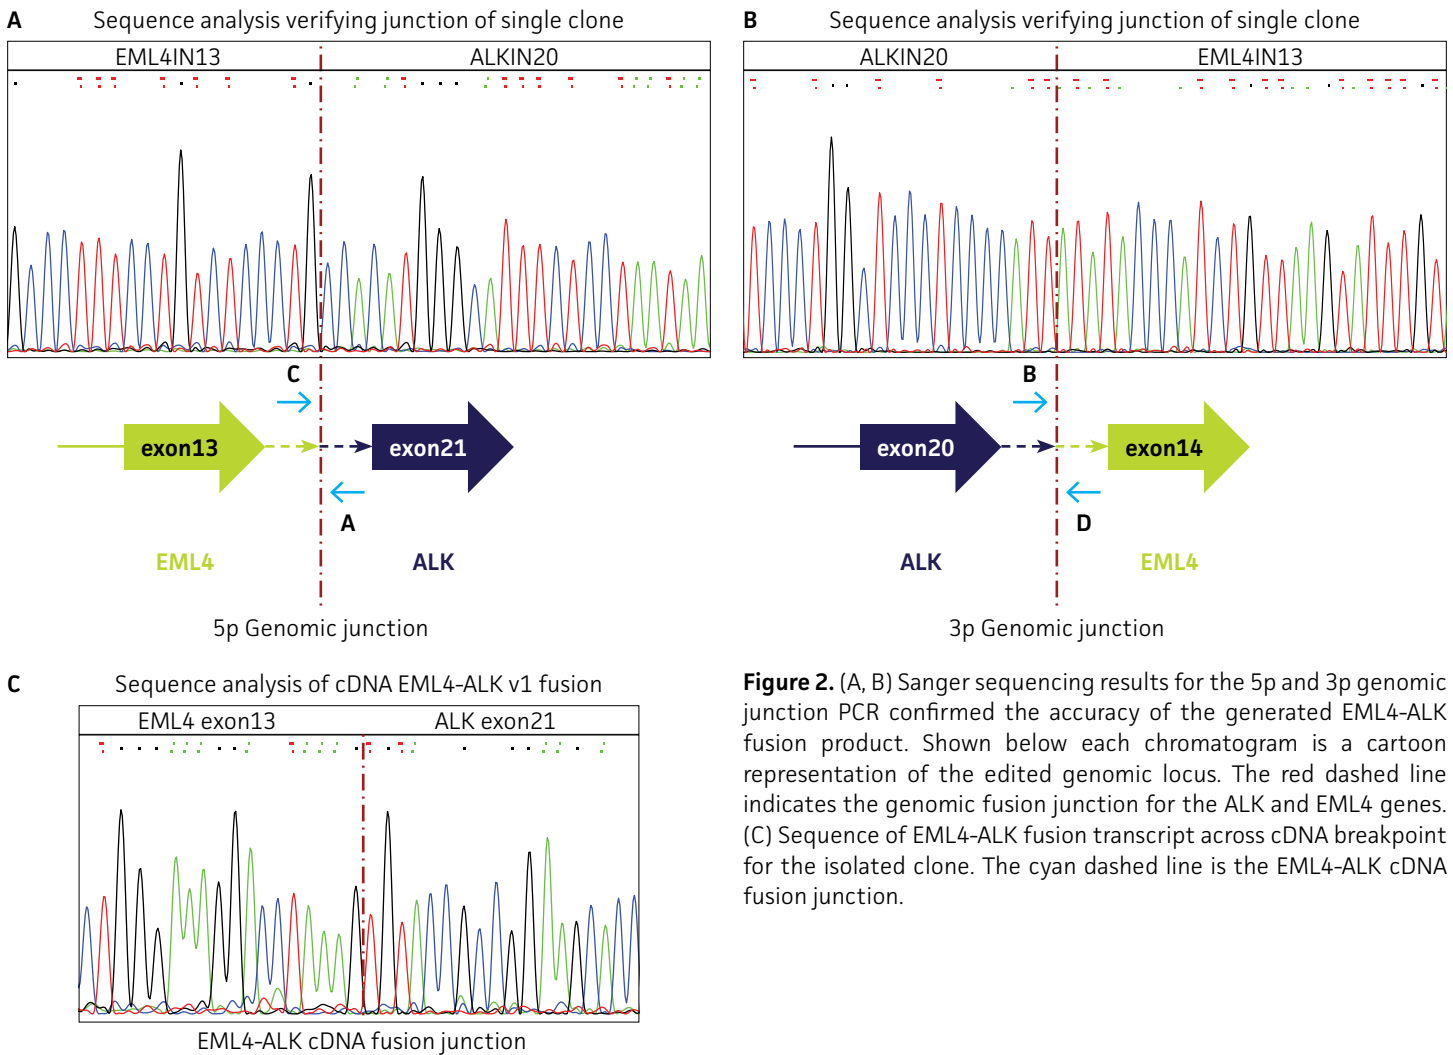 A Sequence analysis verifying junction of single clone
EML4IN13 ALKIN20
C
exon13 exon21
A
EML4 ALK
5p Genomic junction
B Sequence analysis verifying junction of single clone
ALKIN20 EML4IN13
B
exon20 exon14
D
ALK EML4
3p Genomic junction
C Sequence analysis of cDNA EML4-ALK v1 fusion
EML4 exon13 ALK exon21
EML4-ALK cDNA fusion junction
Figure 2. (A, B) Sanger sequencing results for the 5p and 3p genomic
junction PCR confirmed the accuracy of the generated EML4-ALK
fusion product. Shown below each chromatogram is a cartoon
representation of the edited genomic locus. The red dashed line
indicates the genomic fusion junction for the ALK and EML4 genes.
(C) Sequence of EML4-ALK fusion transcript across cDNA breakpoint
for the isolated clone. The cyan dashed line is the EML4-ALK cDNA
fusion junction.